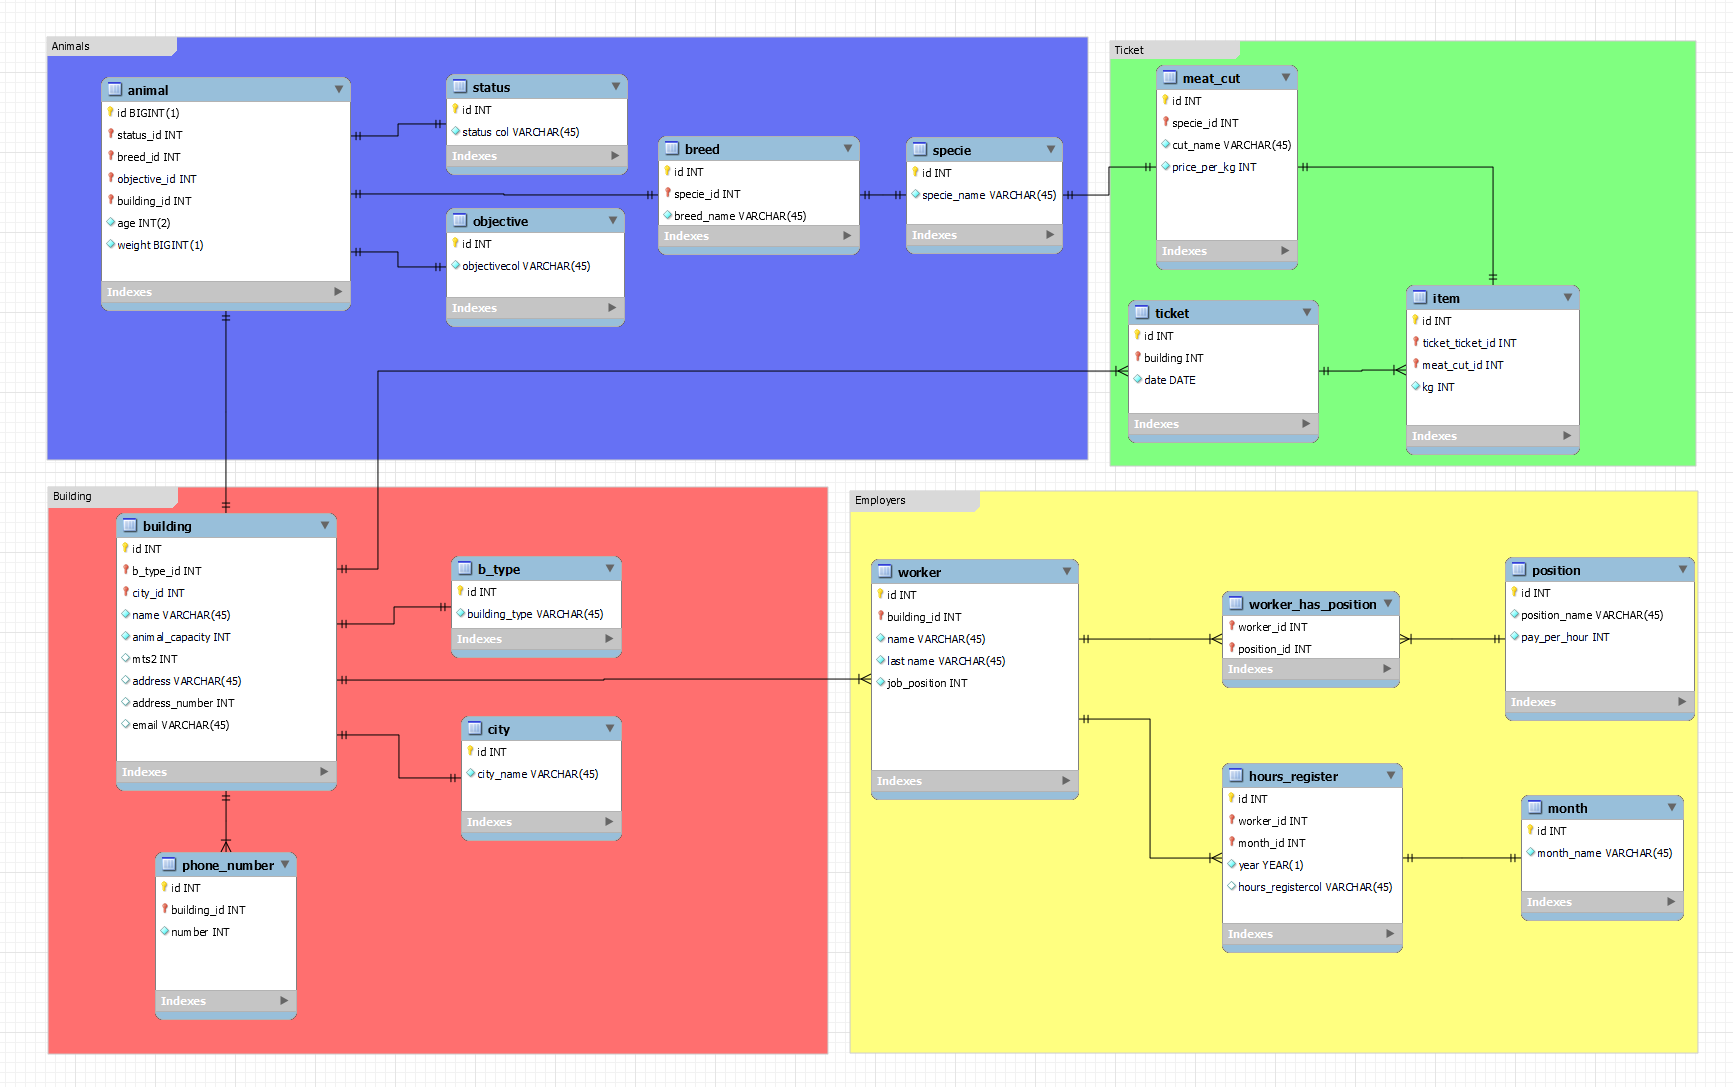 Animals
animal
id BIGINT(1)
status_id INT
breed_id INT
objective_id INT
building_id INT
age INT(2)
weight BIGINT(1)
Indexes
status
id INT
status col VARCHAR(45)
Indexes
objective
id INT
objectivecol VARCHAR(45)
Indexes
breed
id INT
specie_id INT
breed_name VARCHAR(45)
Indexes
specie
id INT
specie_name VARCHAR(45)
Indexes
Ticket
meat_cut
id INT
specie_id INT
cut_name VARCHAR(45)
price_per_kg INT
Indexes
ticket
id INT
building INT
date DATE
Indexes
item
id INT
ticket_ticket_id INT
meat_cut_id INT
kg INT
Indexes
Building
building
id INT
b_type_id INT
city_id INT
name VARCHAR(45)
animal_capacity INT
mts2 INT
address VARCHAR(45)
address_number INT
email VARCHAR(45)
Indexes
b_type
id INT
building_type VARCHAR(45)
Indexes
city
id INT
city_name VARCHAR(45)
Indexes
phone_number
id INT
building_id INT
number INT
Indexes
Employers
worker
id INT
building_id INT
name VARCHAR(45)
last name VARCHAR(45)
job_position INT
Indexes
worker_has_position
worker_id INT
position_id INT
Indexes
position
id INT
position_name VARCHAR(45)
pay_per_hour INT
Indexes
hours_register
id INT
worker_id INT
month_id INT
year YEAR(1)
hours_registercol VARCHAR(45)
Indexes
month
id INT
month_name VARCHAR(45)
Indexes